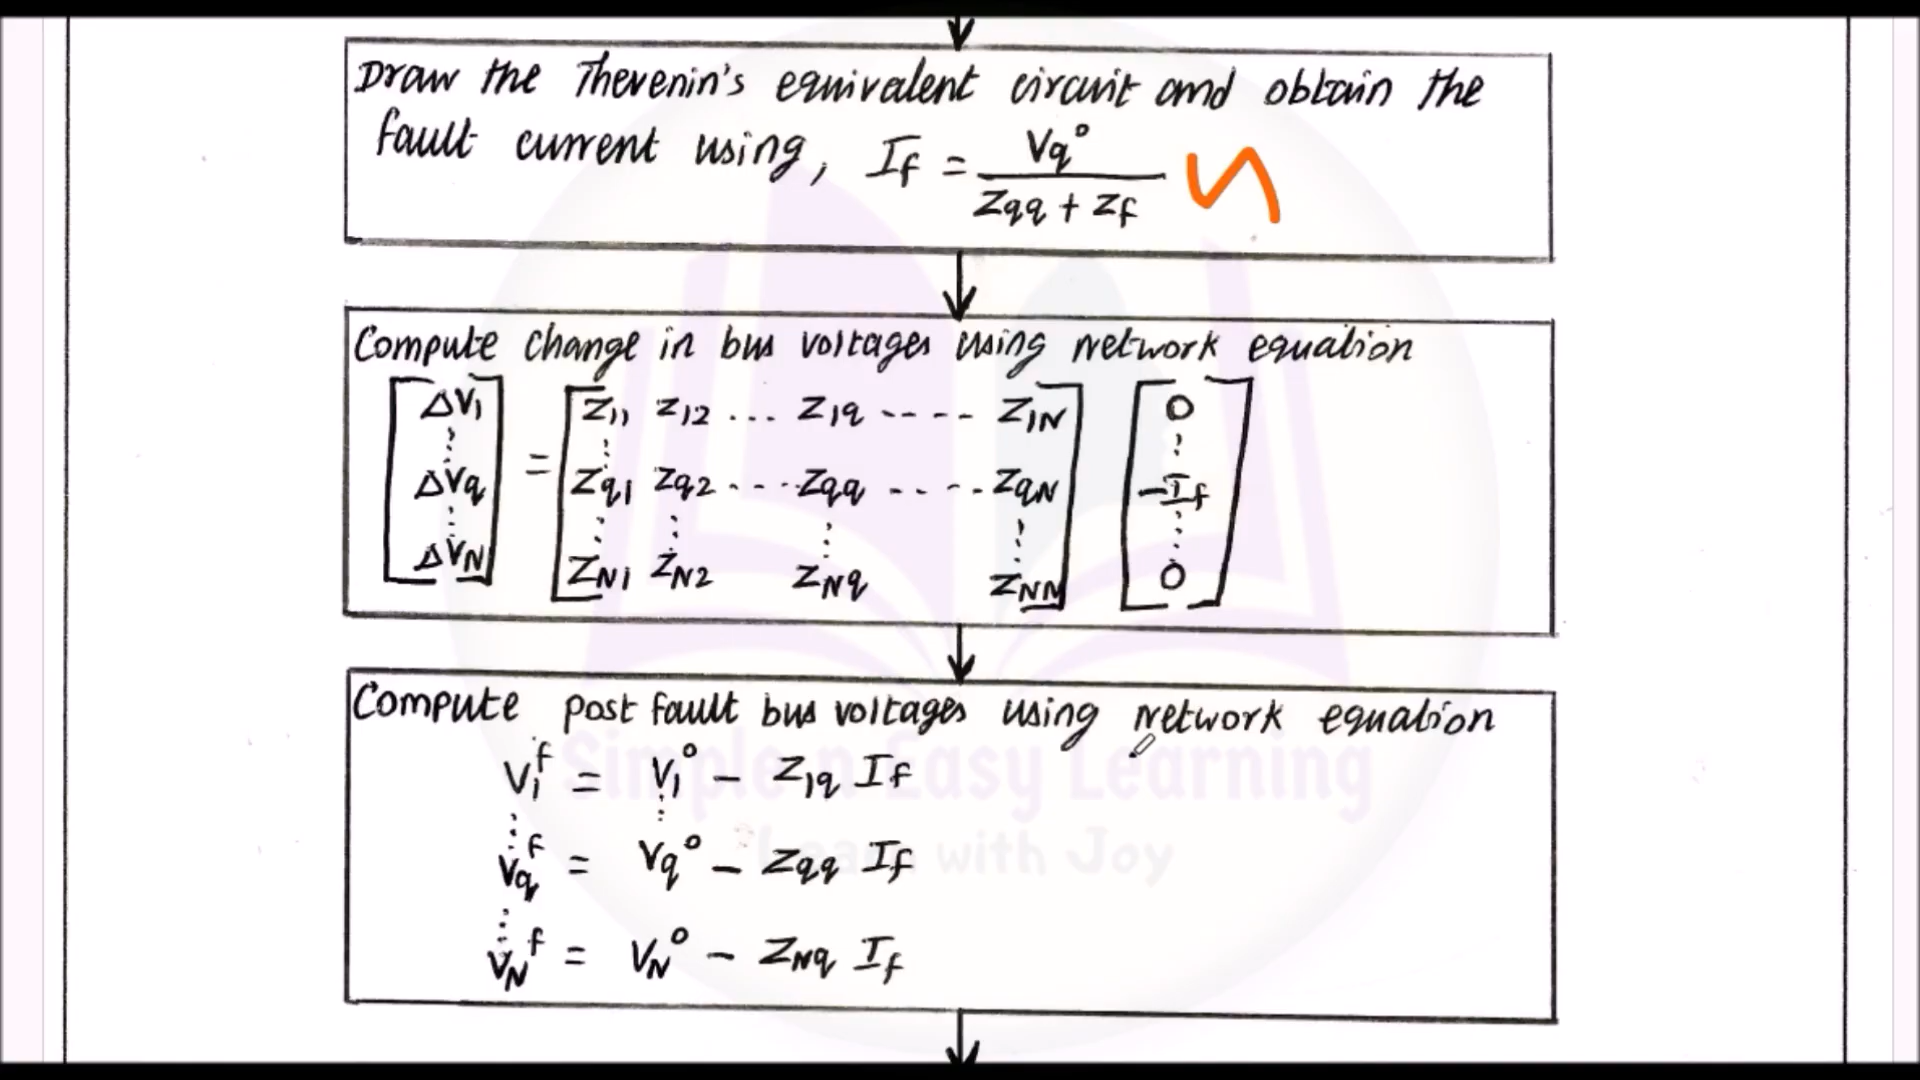 Draw the Thevenin's equivalent circuit and obtain the
fault current using, If = Vq° / Zqq + Zf
Compute change in bus voltages using network equation
[ΔV1 ⋮ ΔVq ⋮ ΔVN] = [Z11 Z12 ... Z1q ---- Z1N
⋮
Zq1 Zq2 ---- Zqq ---- ZqN
⋮ ⋮ ⋮ ⋮
ZN1 ZN2 ZNq ZNN] [0 ⋮ -If ⋮ 0]
Compute post fault bus voltages using network equation
V1^f = V1° - Z1q If
⋮ ⋮
Vq^f = Vq° - Zqq If
⋮
VN^f = VN° - ZNq If
Simple n Easy Learning
Learn with Joy